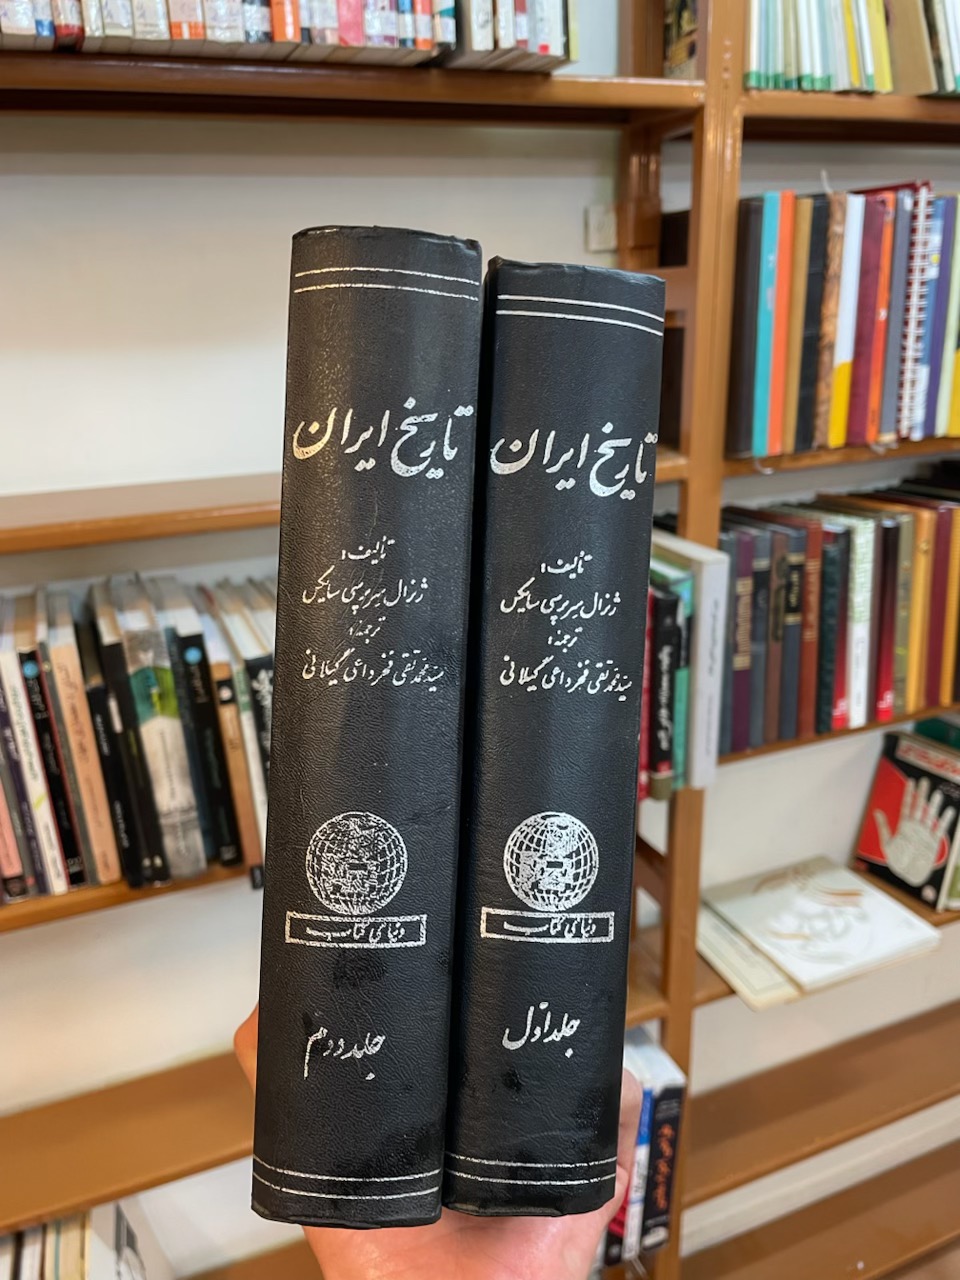 تاریخ ایران
تألیف:
ژنرال سرپرسی سایکس
ترجمه:
سید محمد تقی فخر داعی گیلانی
دنیای کتاب
جلد اول
تاریخ ایران
تألیف:
ژنرال سرپرسی سایکس
ترجمه:
سید محمد تقی فخر داعی گیلانی
دنیای کتاب
جلد دوم